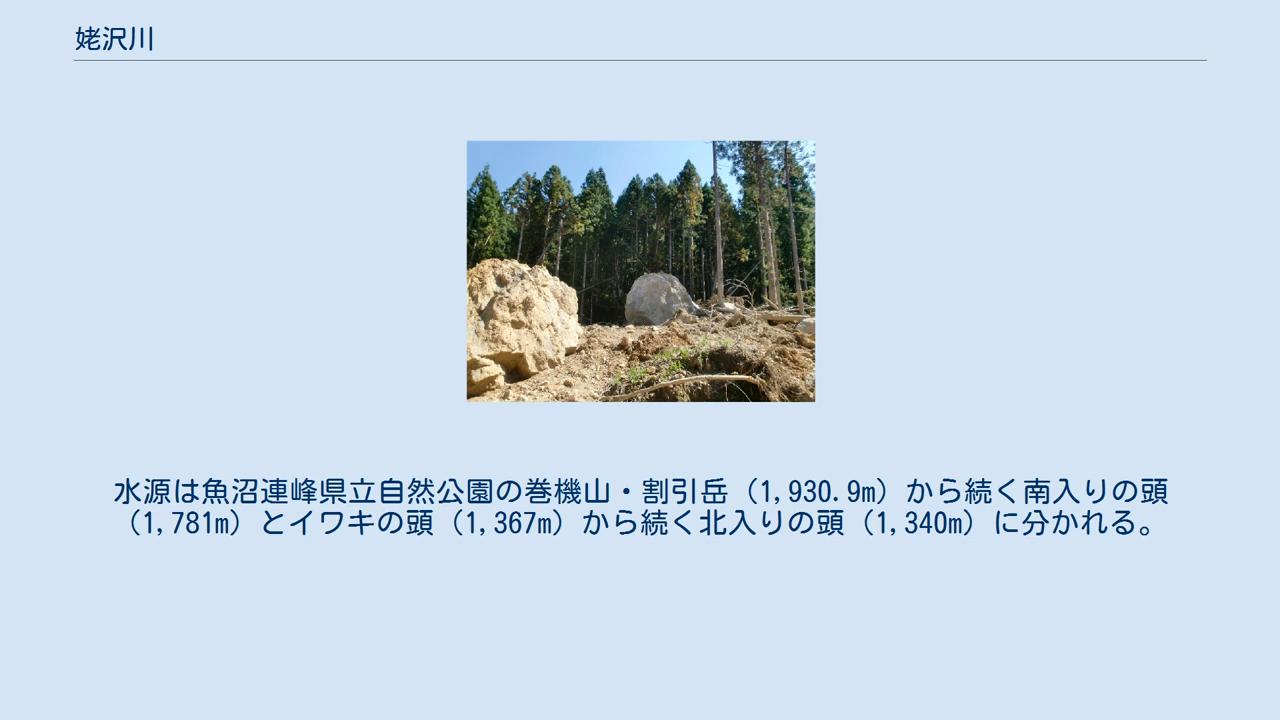 姥沢川
水源は魚沼連峰県立自然公園の巻機山・割引岳（1,930.9m）から続く南入りの頭
（1,781m）とイワキの頭（1,367m）から続く北入りの頭（1,340m）に分かれる。